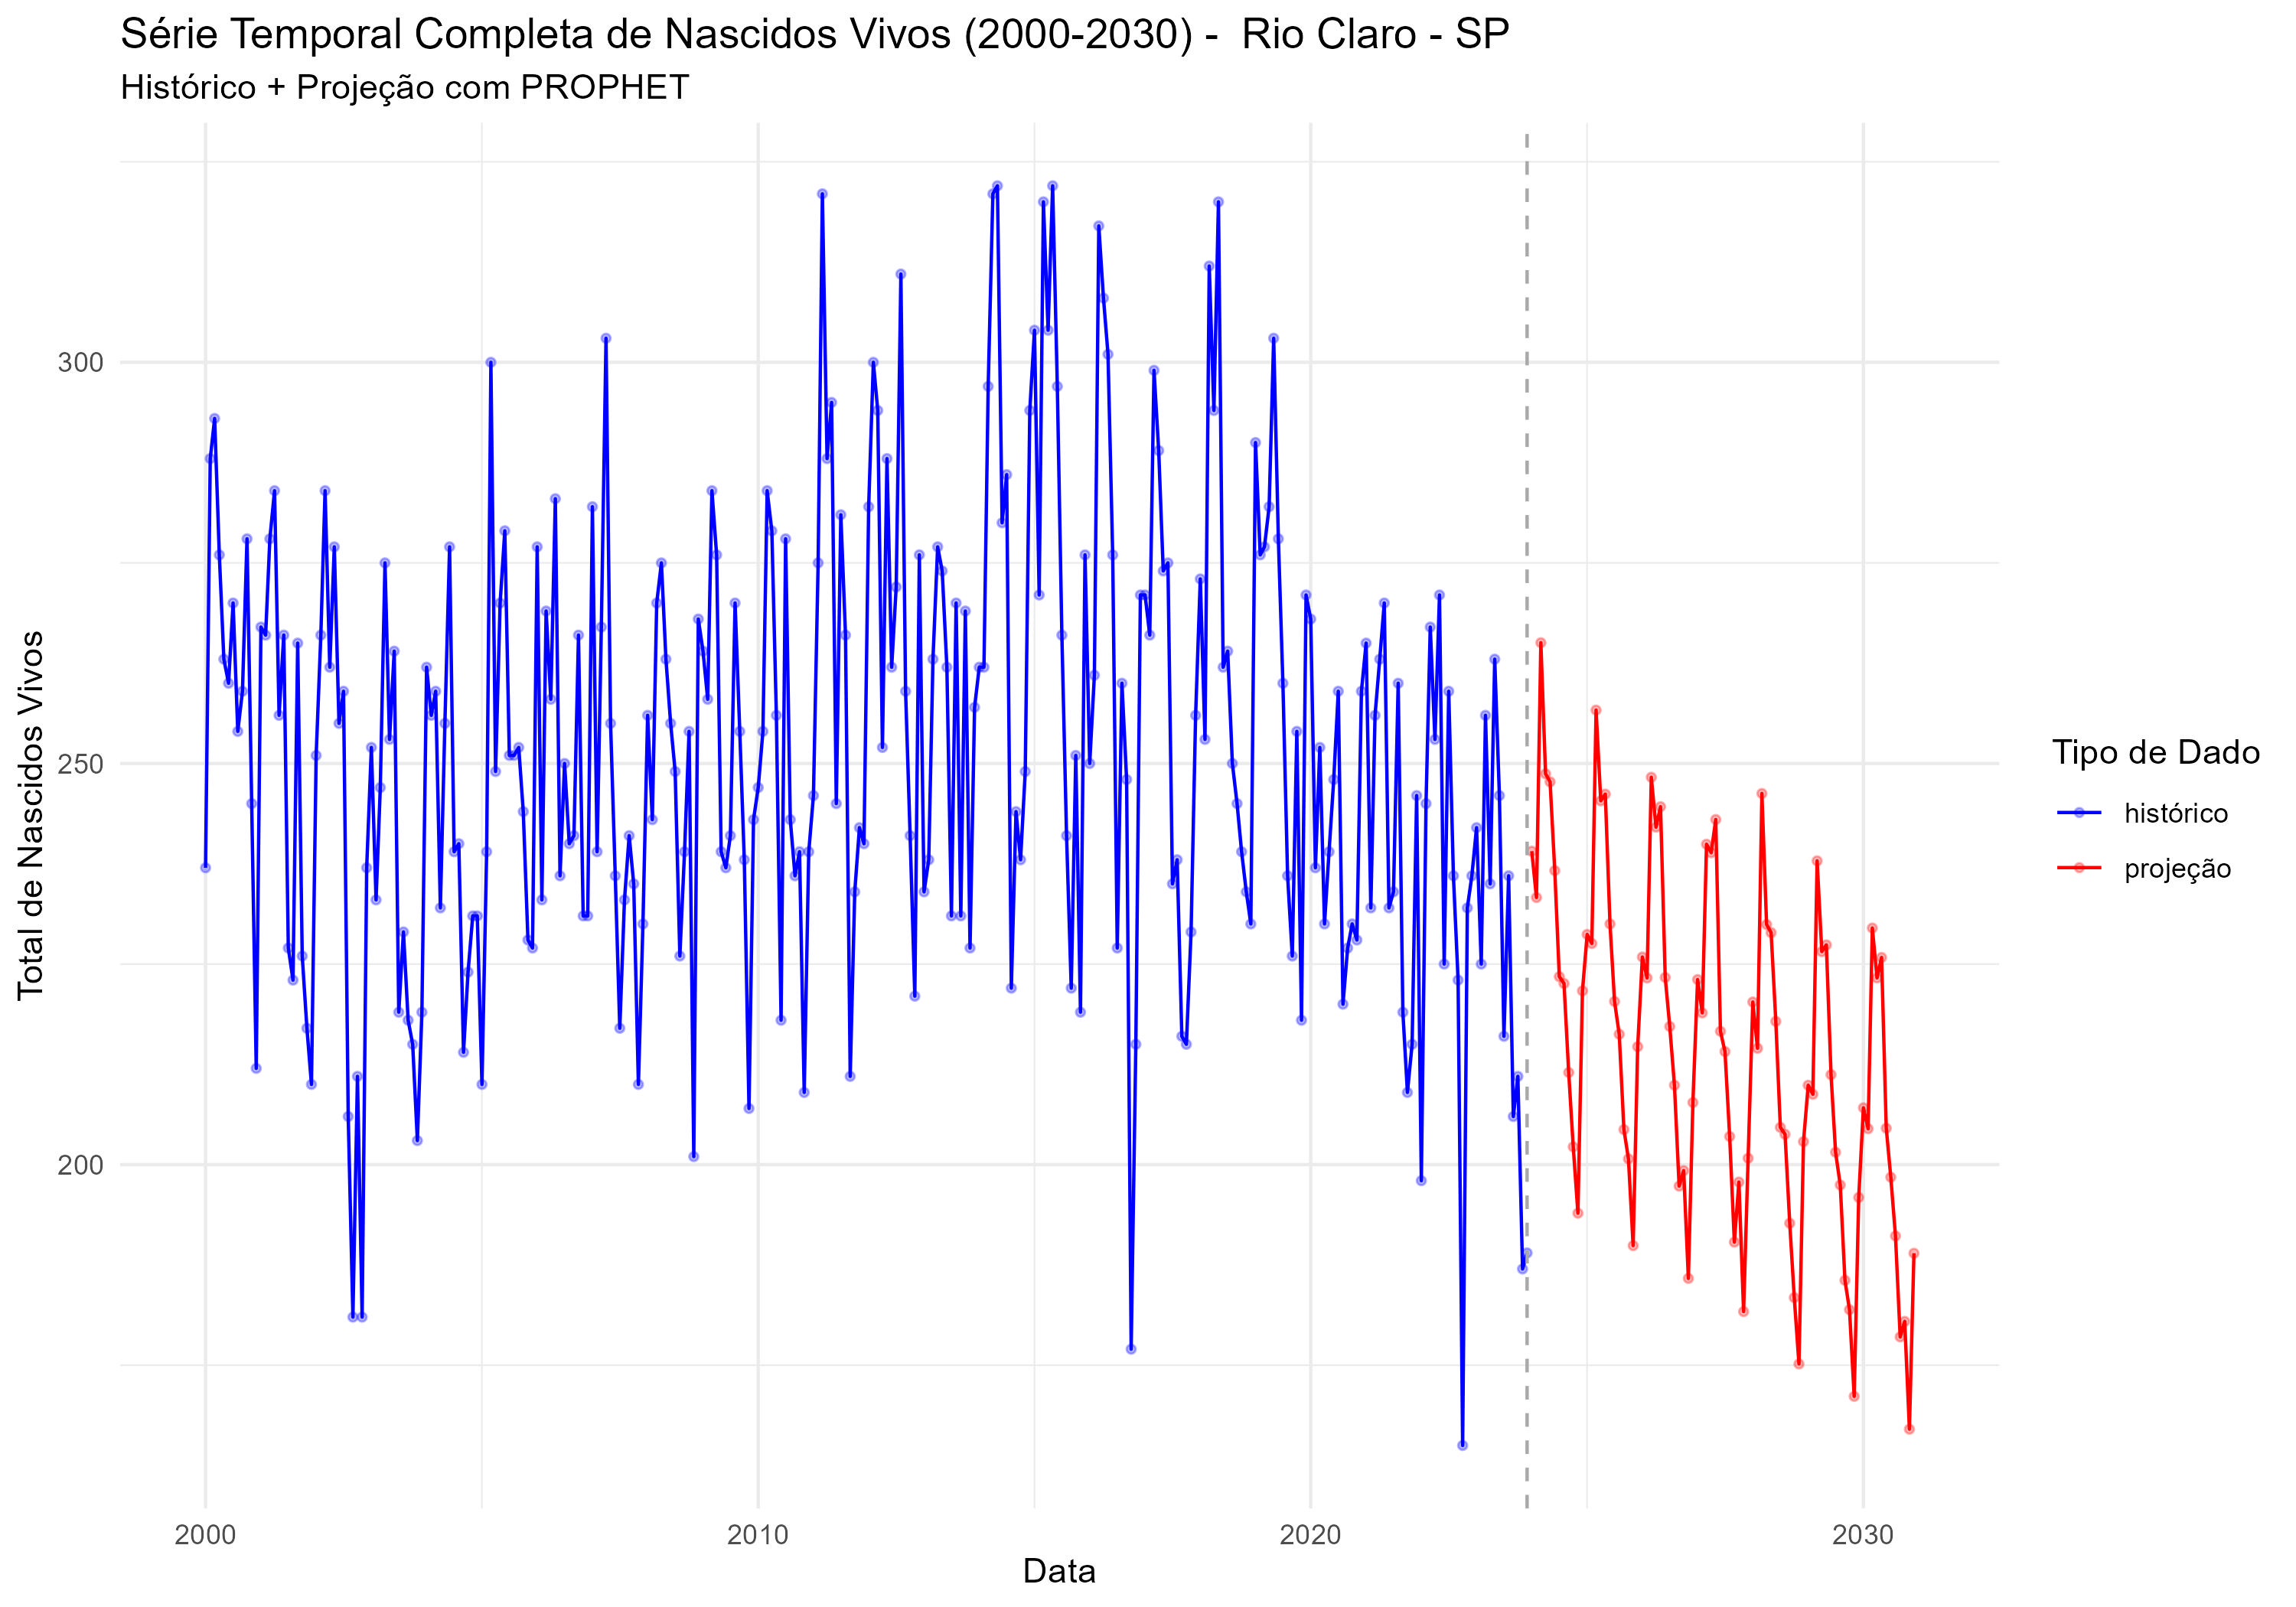 Série Temporal Completa de Nascidos Vivos (2000-2030) -  Rio Claro - SP
Histórico + Projeção com PROPHET
Total de Nascidos Vivos
300
250
200
2000
2010
2020
2030
Data
Tipo de Dado
histórico
projeção